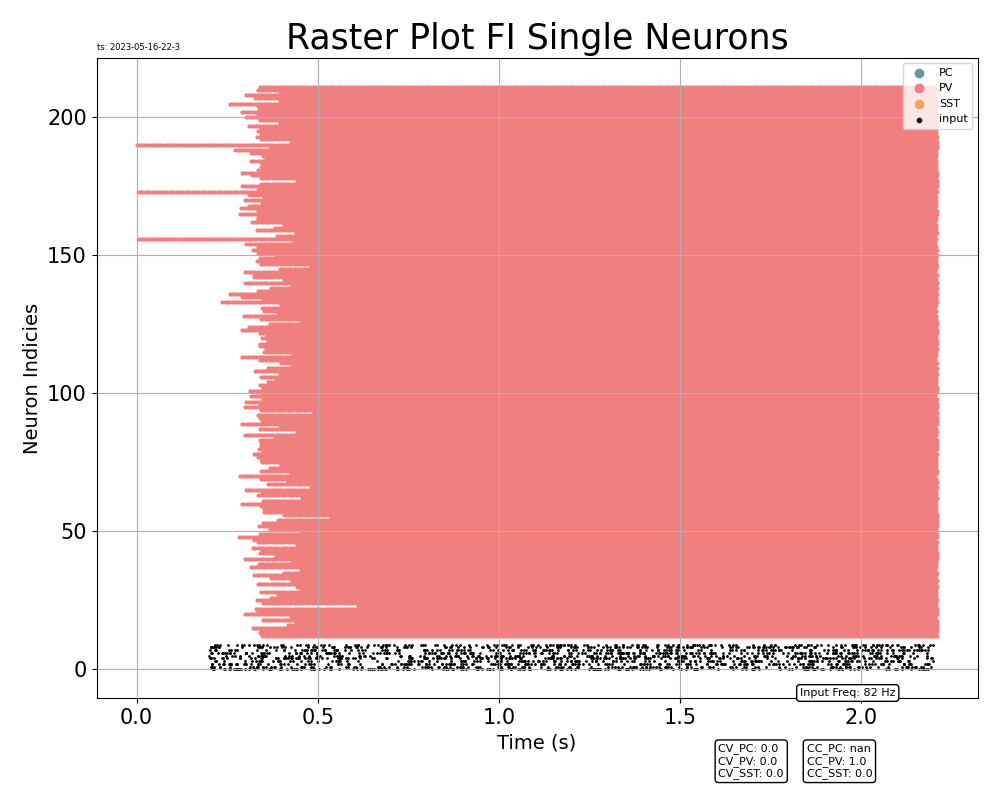 Raster Plot FI Single Neurons
ts: 2023-05-16-22-3
PC
PV
SST
input
200
150
100
50
0
Neuron Indicies
0.0 0.5 1.0 1.5 2.0
Input Freq: 82 Hz
Time (s)
CV_PC: 0.0
CV_PV: 0.0
CV_SST: 0.0
CC_PC: nan
CC_PV: 1.0
CC_SST: 0.0